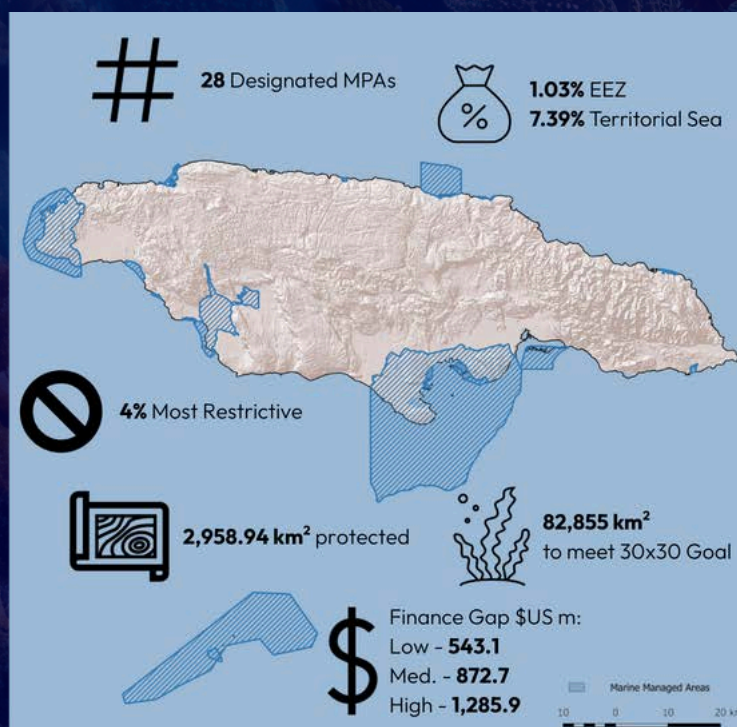 28 Designated MPAs
%
1.03% EEZ
7.39% Territorial Sea
4% Most Restrictive
2,958.94 km² protected
82,855 km²
to meet 30x30 Goal
$
Finance Gap $US m:
Low - 543.1
Med. - 872.7
High - 1,285.9
Marine Managed Areas
10 0 10 20 km